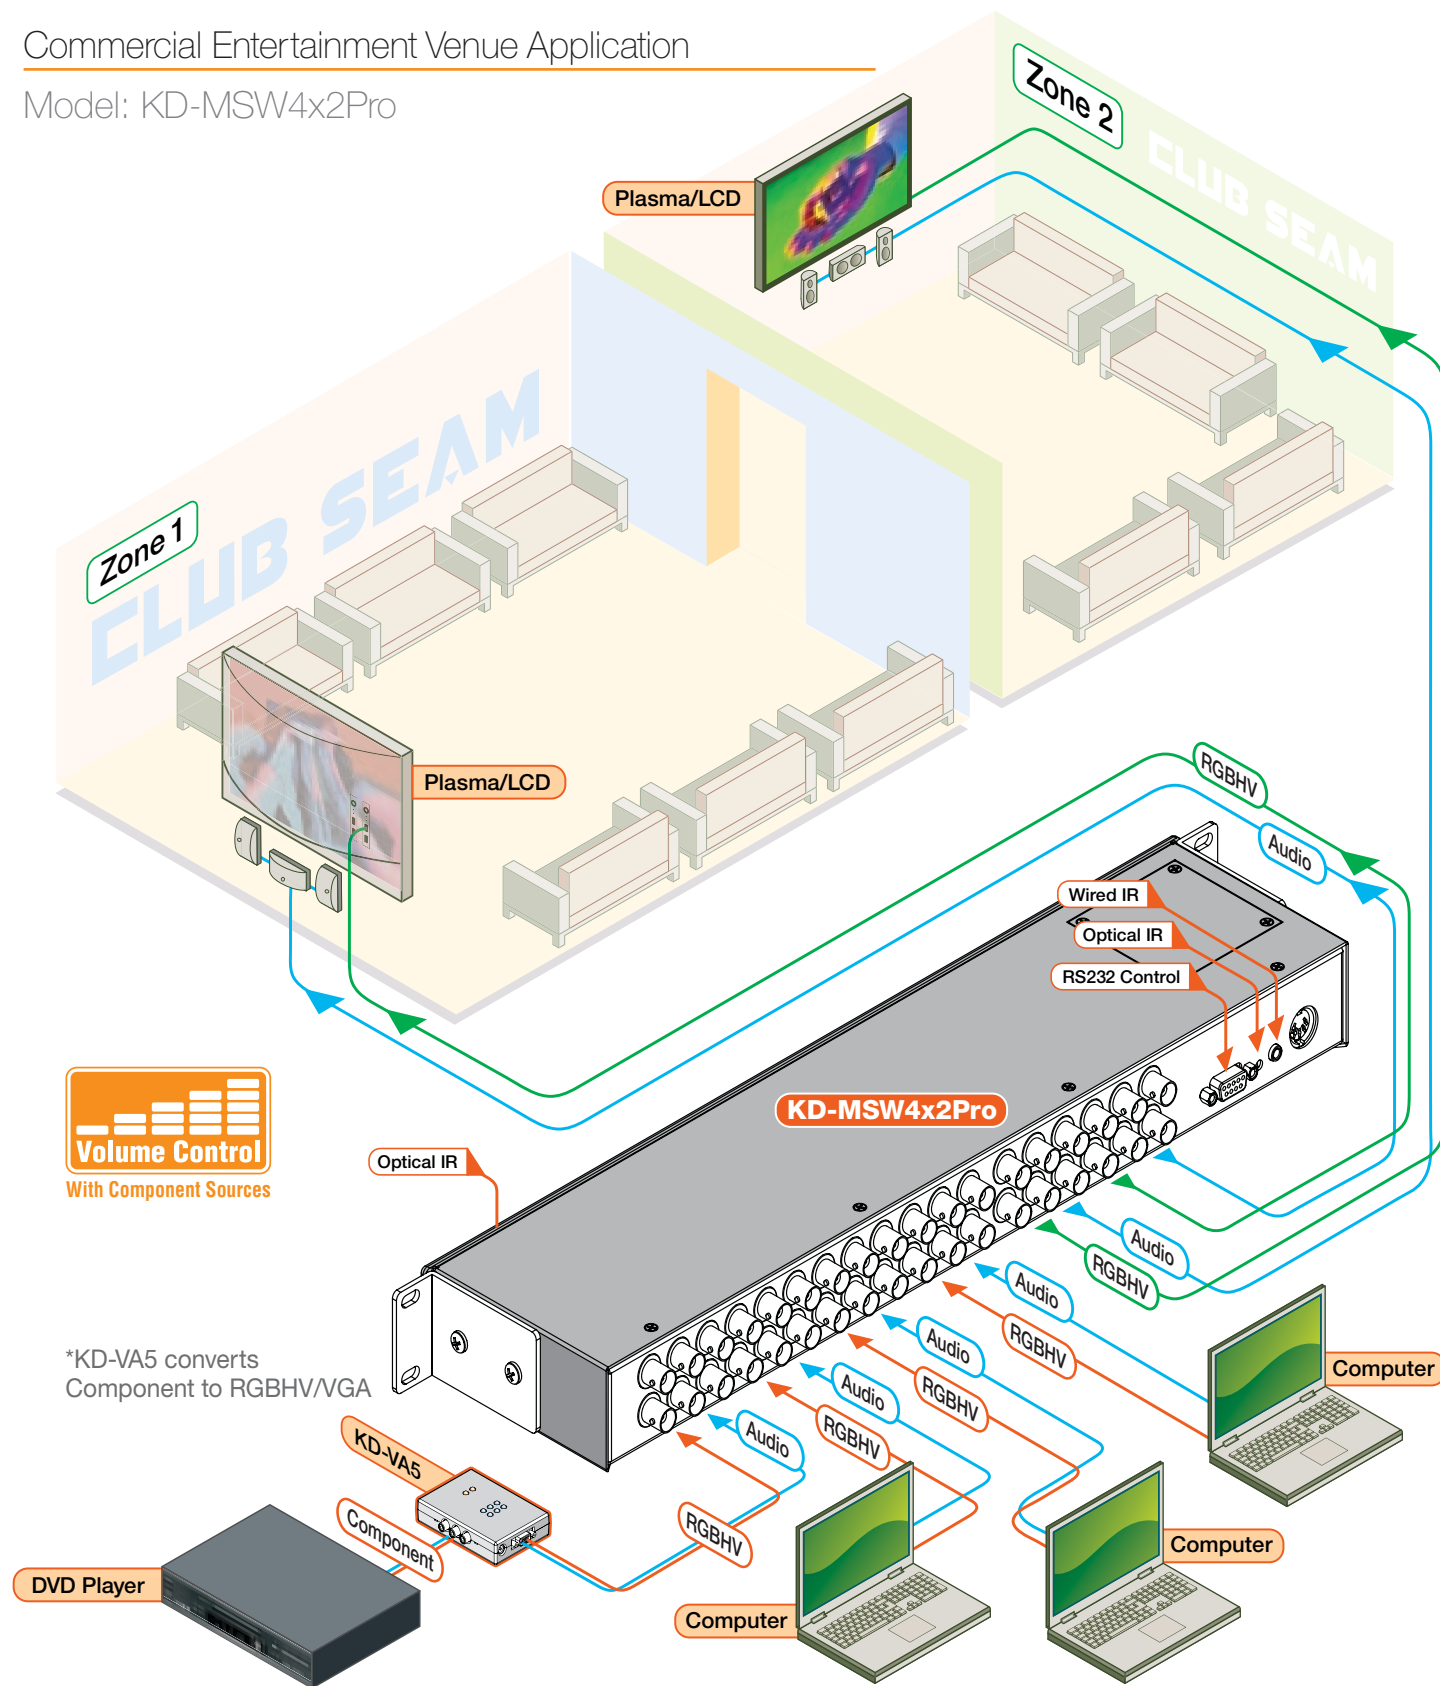 Commercial Entertainment Venue Application
Model: KD-MSW4x2Pro
Zone 2
CLUB SEAM
Plasma/LCD
Zone 1
CLUB SEAM
Plasma/LCD
RGBHV
Audio
Wired IR
Optical IR
RS232 Control
KD-MSW4x2Pro
Volume Control
With Component Sources
Optical IR
Audio
RGBHV
Audio
RGBHV
Audio
RGBHV
Audio
RGBHV
Audio
RGBHV
*KD-VA5 converts
Component to RGBHV/VGA
KD-VA5
Component
DVD Player
Computer
Computer
Computer